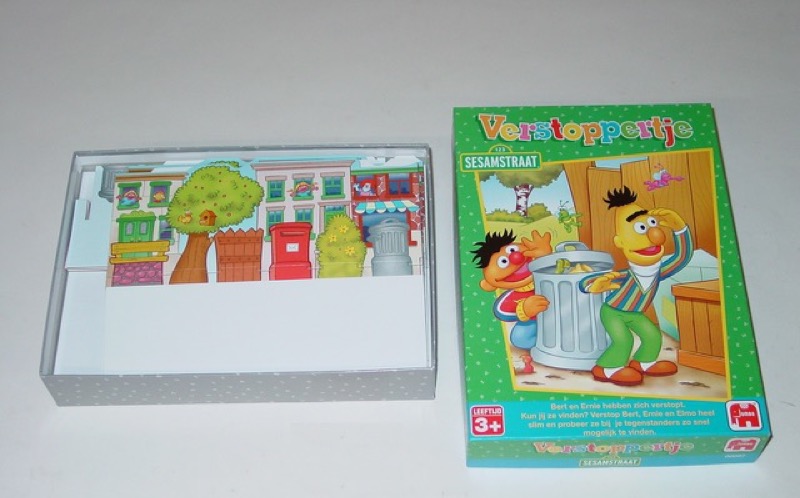 Verstoppertje
123
SESAMSTRAAT
Bert en Ernie hebben zich verstopt.
Kun jij ze vinden? Verstop Bert, Ernie en Elmo heel
slim en probeer ze bij je tegenstanders zo snel
mogelijk te vinden.
LEEFTIJD
3+
Jumbo
Verstoppertje
SESAMSTRAAT